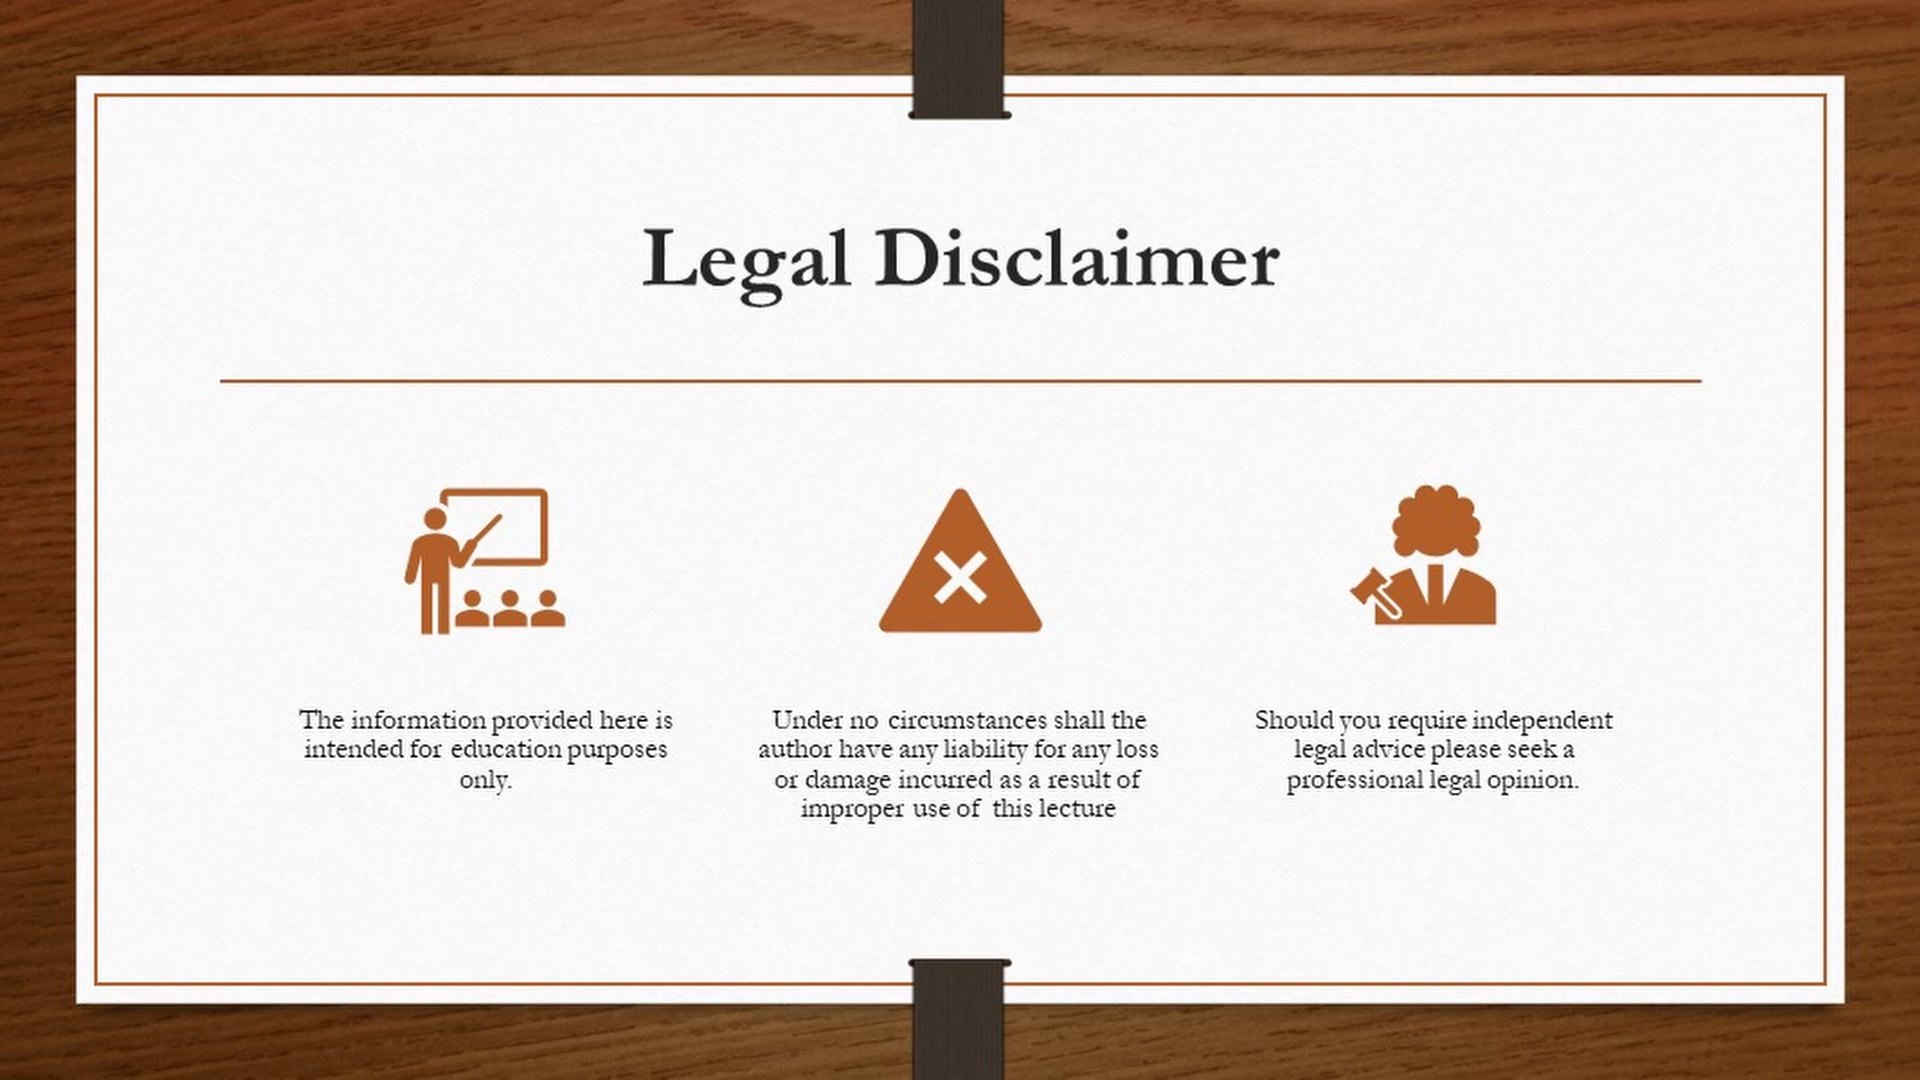 Legal Disclaimer
The information provided here is
intended for education purposes
only.
Under no circumstances shall the
author have any liability for any loss
or damage incurred as a result of
improper use of this lecture
Should you require independent
legal advice please seek a
professional legal opinion.